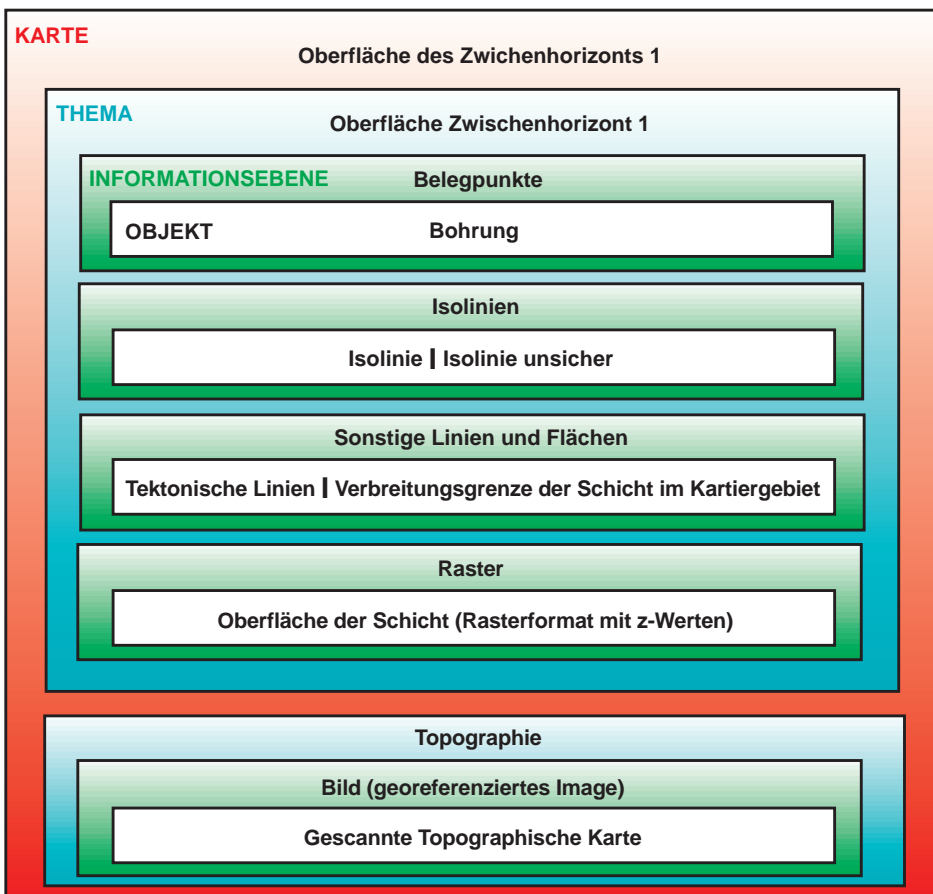 KARTE
Oberfläche des Zwichenhorizonts 1
THEMA
Oberfläche Zwischenhorizont 1
INFORMATIONSEBENE Belegpunkte
OBJEKT Bohrung
Isolinien
Isolinie | Isolinie unsicher
Sonstige Linien und Flächen
Tektonische Linien | Verbreitungsgrenze der Schicht im Kartiergebiet
Raster
Oberfläche der Schicht (Rasterformat mit z-Werten)
Topographie
Bild (georeferenziertes Image)
Gescannte Topographische Karte